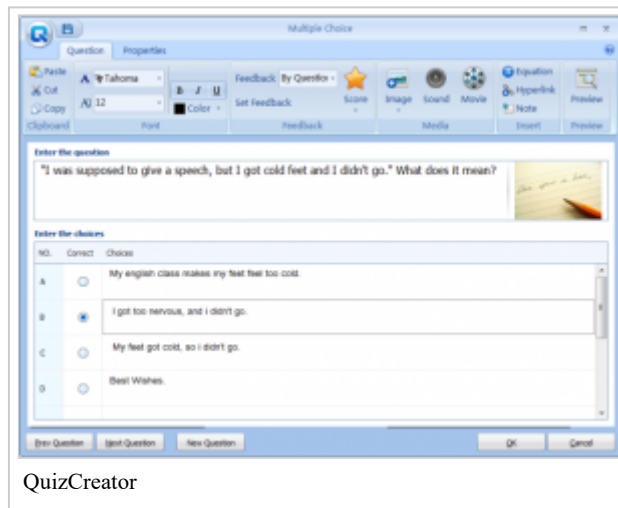 Multiple Choice
Question Properties
Paste
Cut
Copy
Clipboard
Tahoma
12
B I U
Color
Font
Feedback By Question
Set Feedback
Score
Feedback
Image Sound Movie
Media
Equation
Hyperlink
Note
Insert
Preview
Preview
Enter the question
"I was supposed to give a speech, but I got cold feet and I didn't go." What does it mean?
Enter the choices
NO. Correct Choices
A My english class makes my feet feel too cold.
B I got too nervous, and i didn't go.
C My feet got cold, so i didn't go.
D Best Wishes.
Prev Question Next Question New Question OK Cancel
QuizCreator